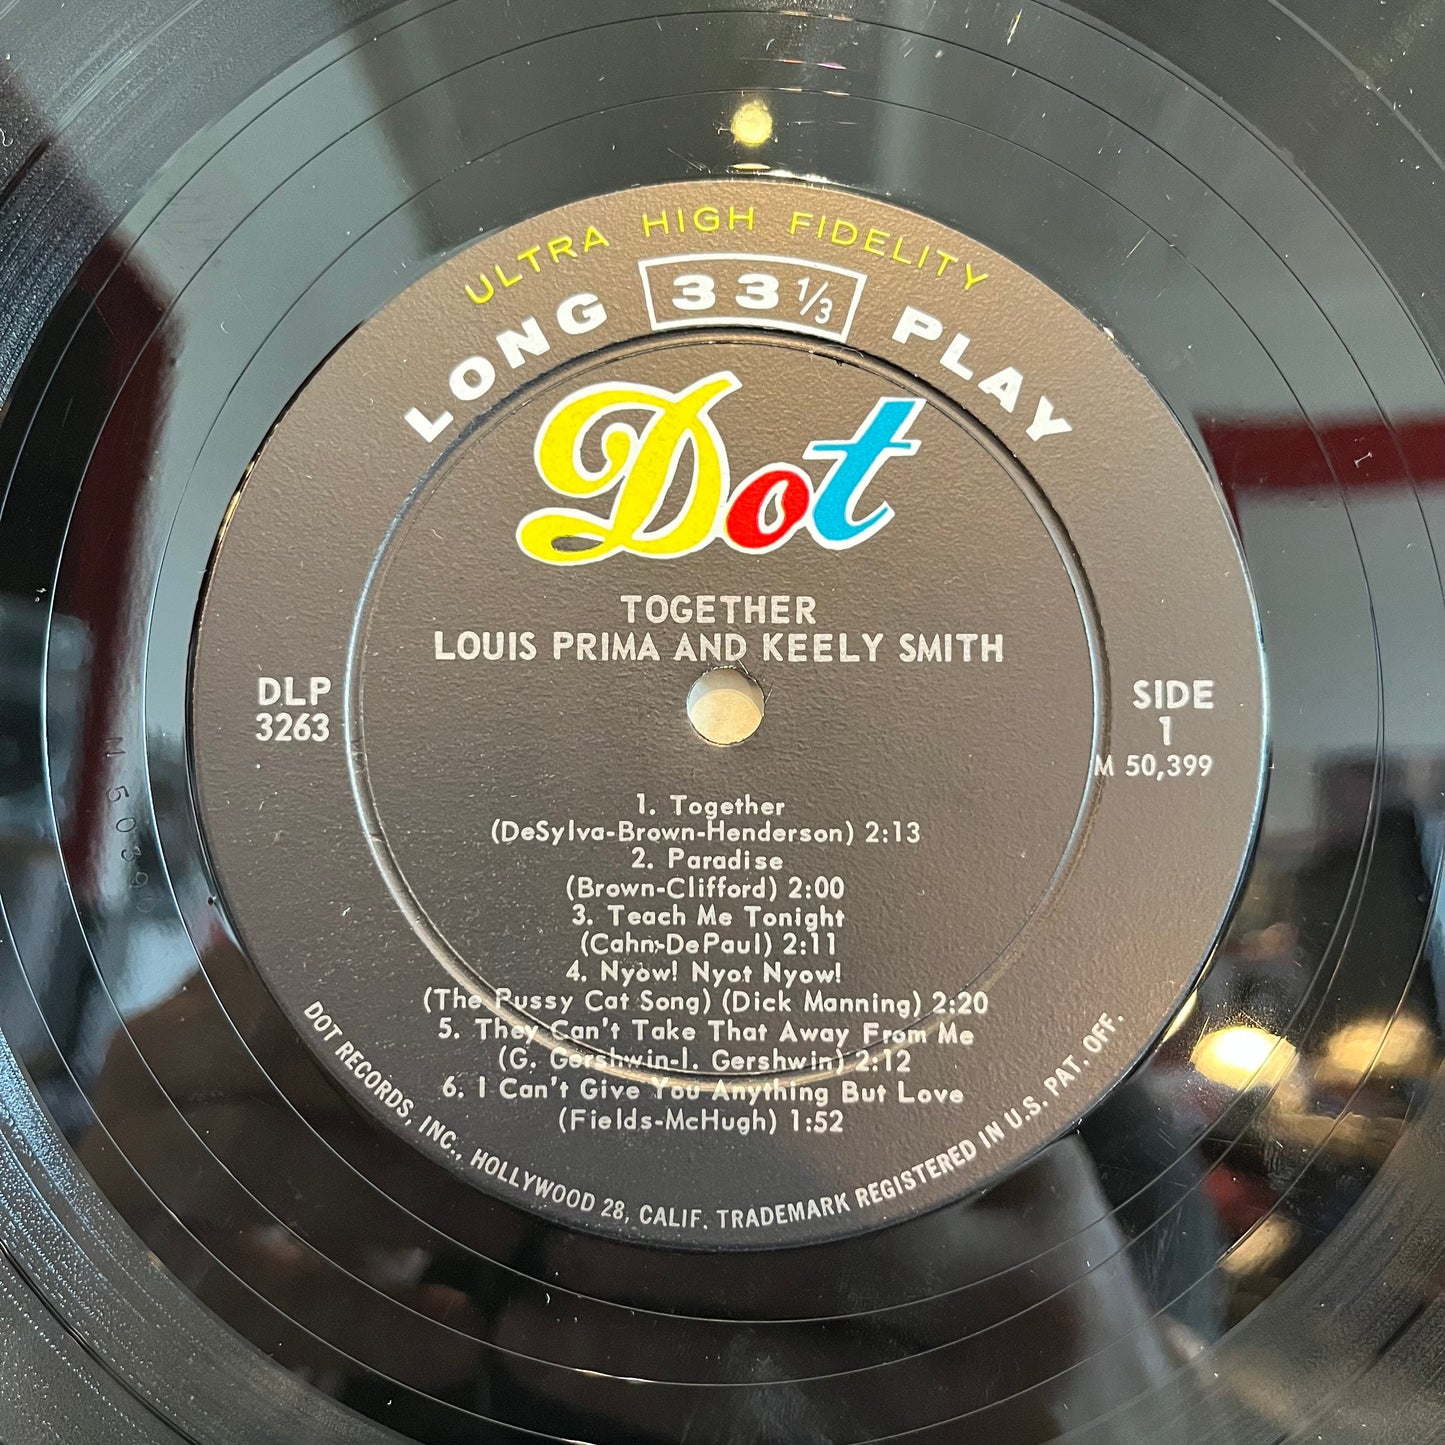 ULTRA HIGH FIDELITY
LONG 33 1/3 PLAY
Dot
TOGETHER
LOUIS PRIMA AND KEELY SMITH
DLP
3263
SIDE
1
M 50,399
1. Together
(DeSylva-Brown-Henderson) 2:13
2. Paradise
(Brown-Clifford) 2:00
3. Teach Me Tonight
(Cahn-DePaul) 2:11
4. Nyow! Nyot Nyow!
(The Pussy Cat Song) (Dick Manning) 2:20
5. They Can't Take That Away From Me
(G. Gershwin-I. Gershwin) 2:12
6. I Can't Give You Anything But Love
(Fields-McHugh) 1:52
DOT RECORDS, INC., HOLLYWOOD 28, CALIF. TRADEMARK REGISTERED IN U.S. PAT. OFF.
M 50399